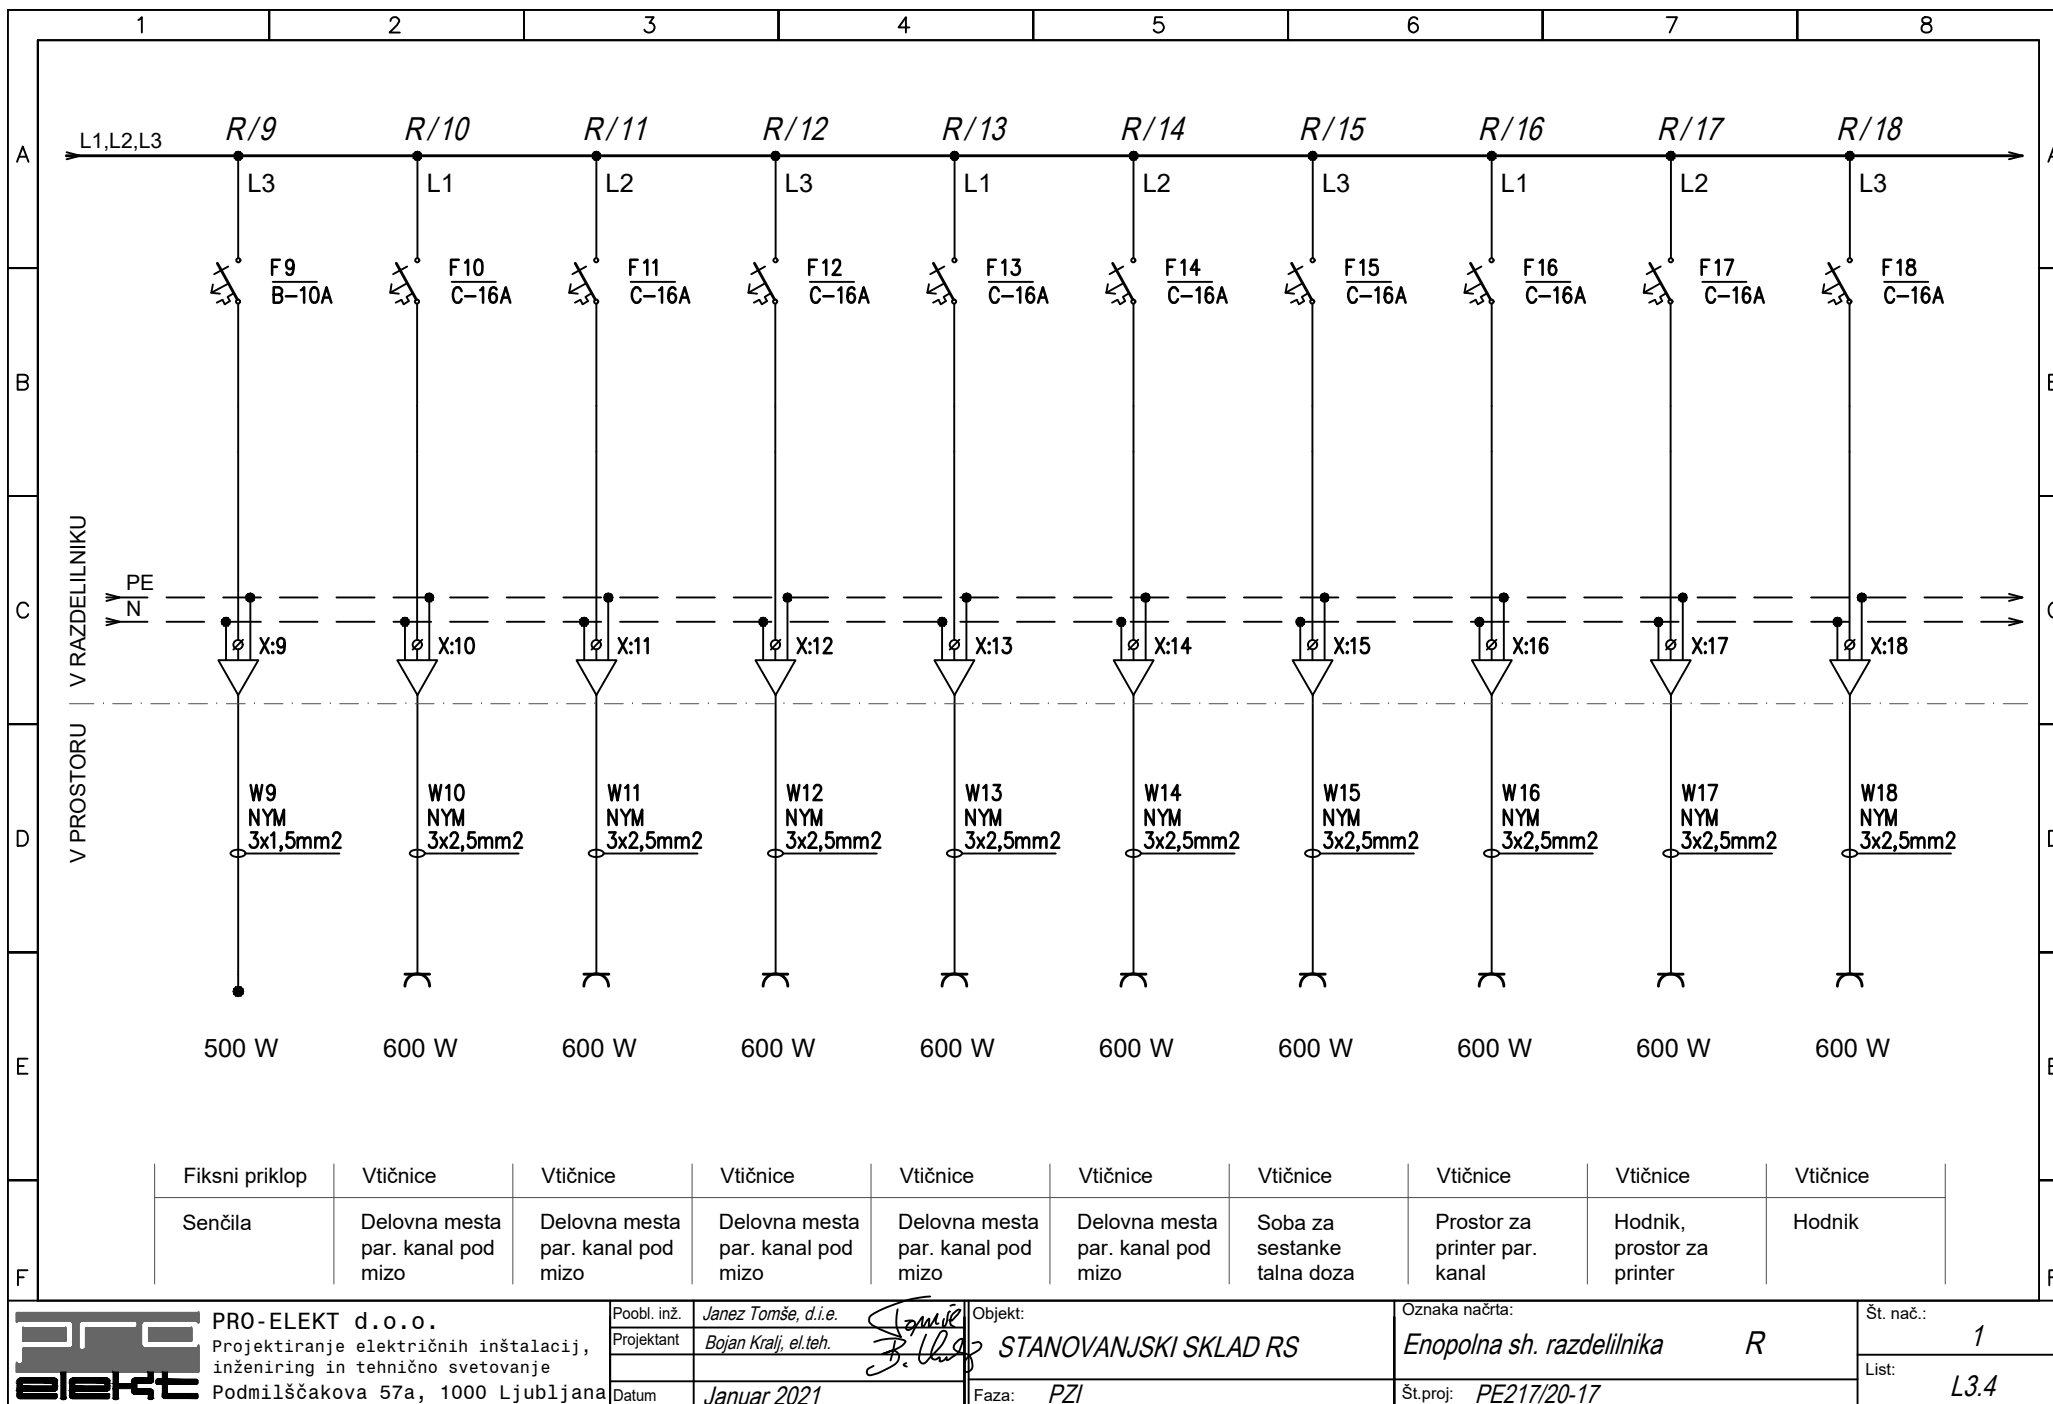 1 2 3 4 5 6 7 8
R/9 R/10 R/11 R/12 R/13 R/14 R/15 R/16 R/17 R/18
L1,L2,L3
A A
L3 L1 L2 L3 L1 L2 L3 L1 L2 L3
F9 F10 F11 F12 F13 F14 F15 F16 F17 F18
B-10A C-16A C-16A C-16A C-16A C-16A C-16A C-16A C-16A C-16A
B B
V RAZDELILNIKU
PE
N
C C
X:9 X:10 X:11 X:12 X:13 X:14 X:15 X:16 X:17 X:18
V PROSTORU
W9 W10 W11 W12 W13 W14 W15 W16 W17 W18
NYM NYM NYM NYM NYM NYM NYM NYM NYM NYM
3x1,5mm2 3x2,5mm2 3x2,5mm2 3x2,5mm2 3x2,5mm2 3x2,5mm2 3x2,5mm2 3x2,5mm2 3x2,5mm2 3x2,5mm2
D D
500 W 600 W 600 W 600 W 600 W 600 W 600 W 600 W 600 W 600 W
E E
Fiksni priklop Vtičnice Vtičnice Vtičnice Vtičnice Vtičnice Vtičnice Vtičnice Vtičnice Vtičnice
Senčila Delovna mesta Delovna mesta Delovna mesta Delovna mesta Delovna mesta Soba za Prostor za Hodnik, Hodnik
par. kanal pod par. kanal pod par. kanal pod par. kanal pod par. kanal pod sestanke printer par. prostor za
mizo mizo mizo mizo mizo talna doza kanal printer
F F
pro
elekt
PRO-ELEKT d.o.o.
Projektiranje električnih inštalacij,
inženiring in tehnično svetovanje
Podmilščakova 57a, 1000 Ljubljana
Poobl. inž. Janez Tomše, d.i.e.
Tomše
Projektant Bojan Kralj, el.teh.
Datum Januar 2021
Objekt:
STANOVANJSKI SKLAD RS
Faza: PZI
Oznaka načrta:
Enopolna sh. razdelilnika R
Št.proj: PE217/20-17
Št. nač.:
1
List:
L3.4